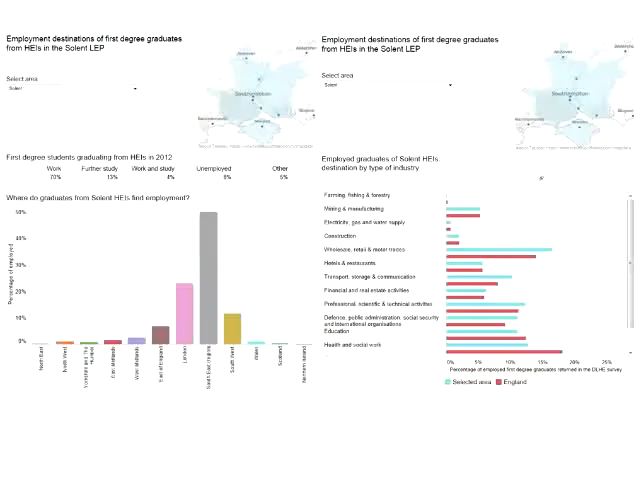 Employment destinations of first degree graduates
from HEIs in the Solent LEP
Select area
Solent
Southampton
First degree students graduating from HEIs in 2012
Work Further study Work and study Unemployed Other
70% 13% 4% 8% 5%
Where do graduates from Solent HEIs find employment?
Percentage of employed
50%
40%
30%
20%
10%
0%
North East
North West
Yorkshire and The
Humber
East Midlands
West Midlands
East of England
London
South East (region)
South West
Wales
Scotland
Northern Ireland
Employment destinations of first degree graduates
from HEIs in the Solent LEP
Select area
Solent
Southampton
Employed graduates of Solent HEIs
destination by type of industry
Farming, fishing & forestry
Mining & manufacturing
Electricity, gas and water supply
Construction
Wholesale, retail & motor trades
Hotels & restaurants
Transport, storage & communication
Financial and real estate activities
Professional, scientific & technical activities
Defence, public administration, social security
and international organisations
Education
Health and social work
0% 5% 10% 15% 20% 25%
Percentage of employed first degree graduates returned in the DLHE survey
Selected area England